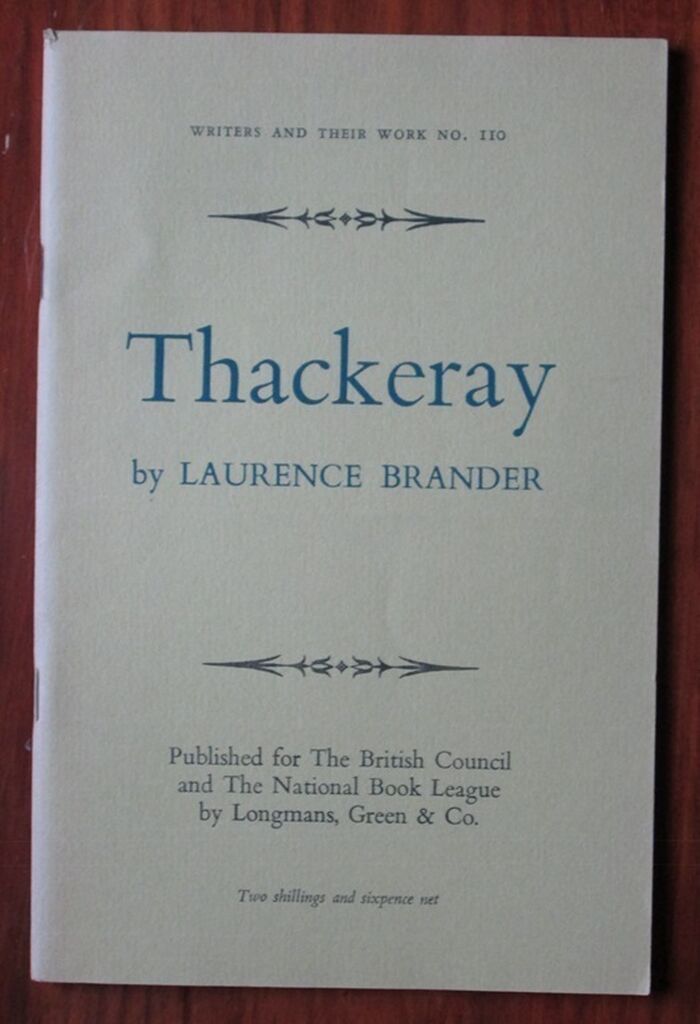 WRITERS AND THEIR WORK NO. 110
Thackeray
by LAURENCE BRANDER
Published for The British Council
and The National Book League
by Longmans, Green & Co.
Two shillings and sixpence net